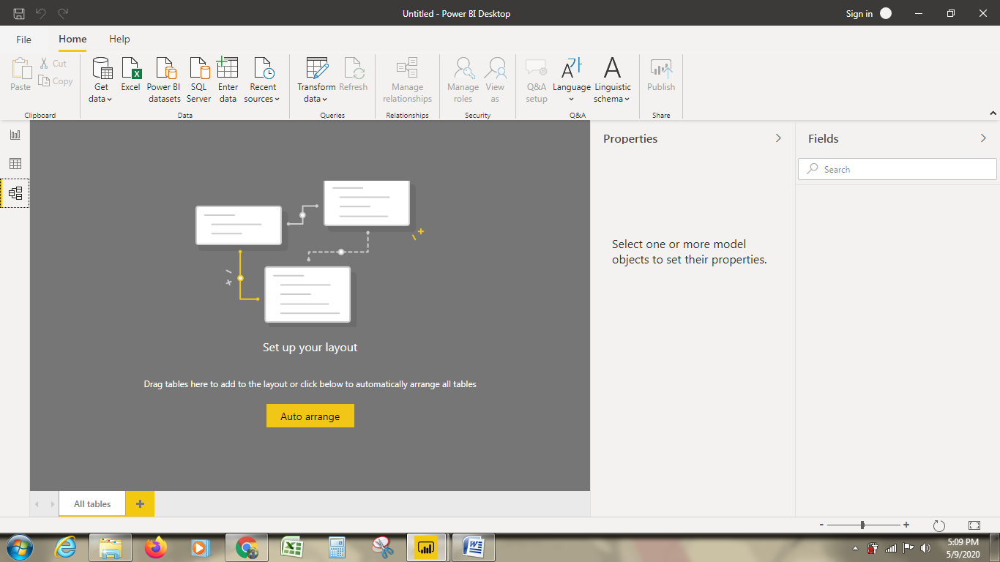 Untitled - Power BI Desktop
Sign in
File
Home
Help
Paste
Cut
Copy
Clipboard
Get data
Excel
Power BI datasets
SQL Server
Enter data
Recent sources
Data
Transform data
Refresh
Queries
Manage relationships
Relationships
Manage roles
View as
Security
Q&A setup
Language
Linguistic schema
Q&A
Publish
Share
Set up your layout
Drag tables here to add to the layout or click below to automatically arrange all tables
Auto arrange
Properties
Select one or more model
objects to set their properties.
Fields
Search
All tables
5:09 PM
5/9/2020